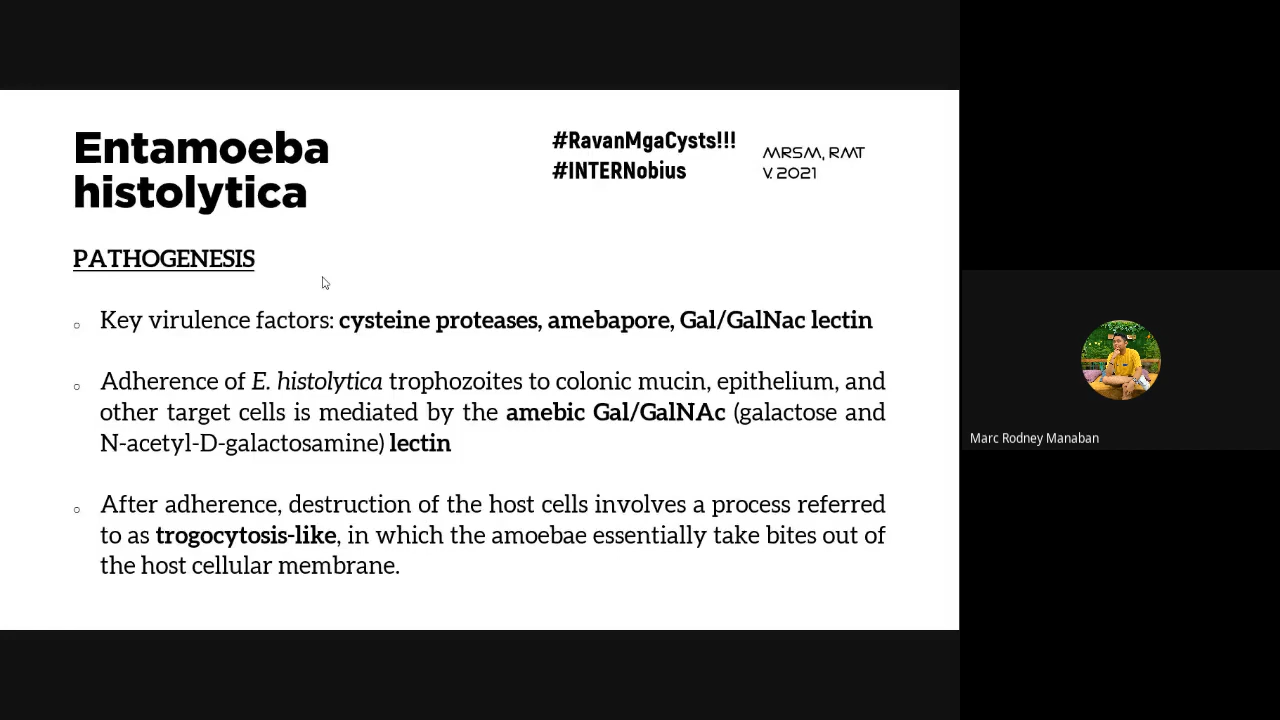 Entamoeba
histolytica
#RavanMgaCysts!!!
#INTERNobius
MRSM, RMT
V. 2021
PATHOGENESIS
Key virulence factors: cysteine proteases, amebapore, Gal/GalNac lectin
Adherence of E. histolytica trophozoites to colonic mucin, epithelium, and
other target cells is mediated by the amebic Gal/GalNAc (galactose and
N-acetyl-D-galactosamine) lectin
After adherence, destruction of the host cells involves a process referred
to as trogocytosis-like, in which the amoebae essentially take bites out of
the host cellular membrane.
Marc Rodney Manaban